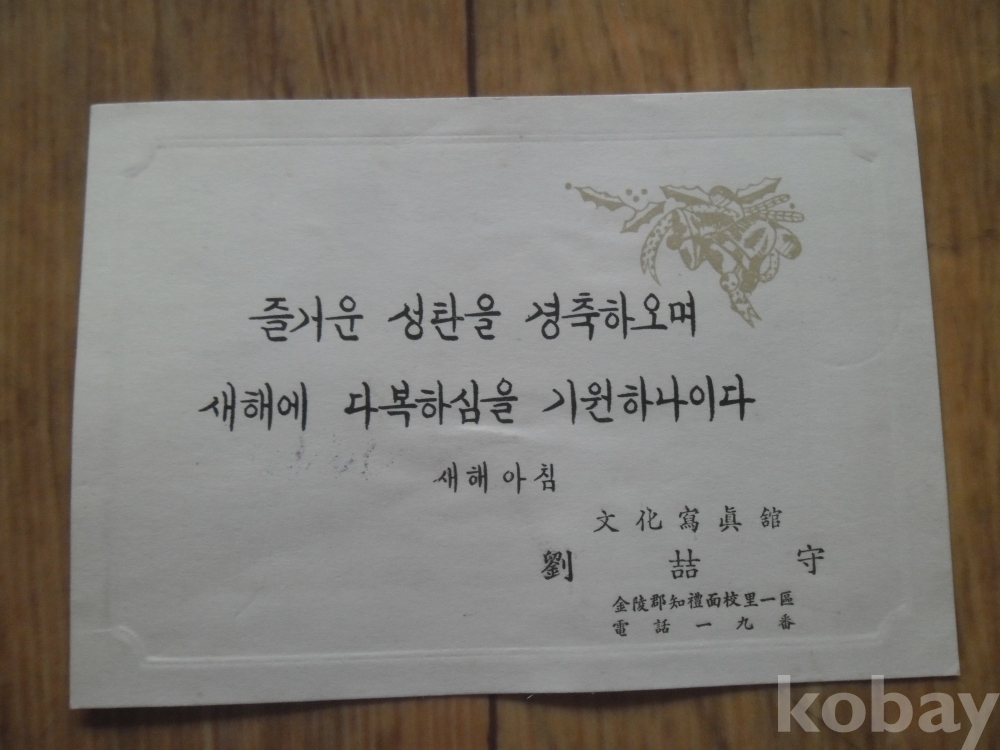 즐거운 성탄을 경축하오며
새해에 다복하심을 기원하나이다
새해아침
文化寫眞舘
劉 喆 守
金陵郡知禮面校里一區
電話一九番
kobay